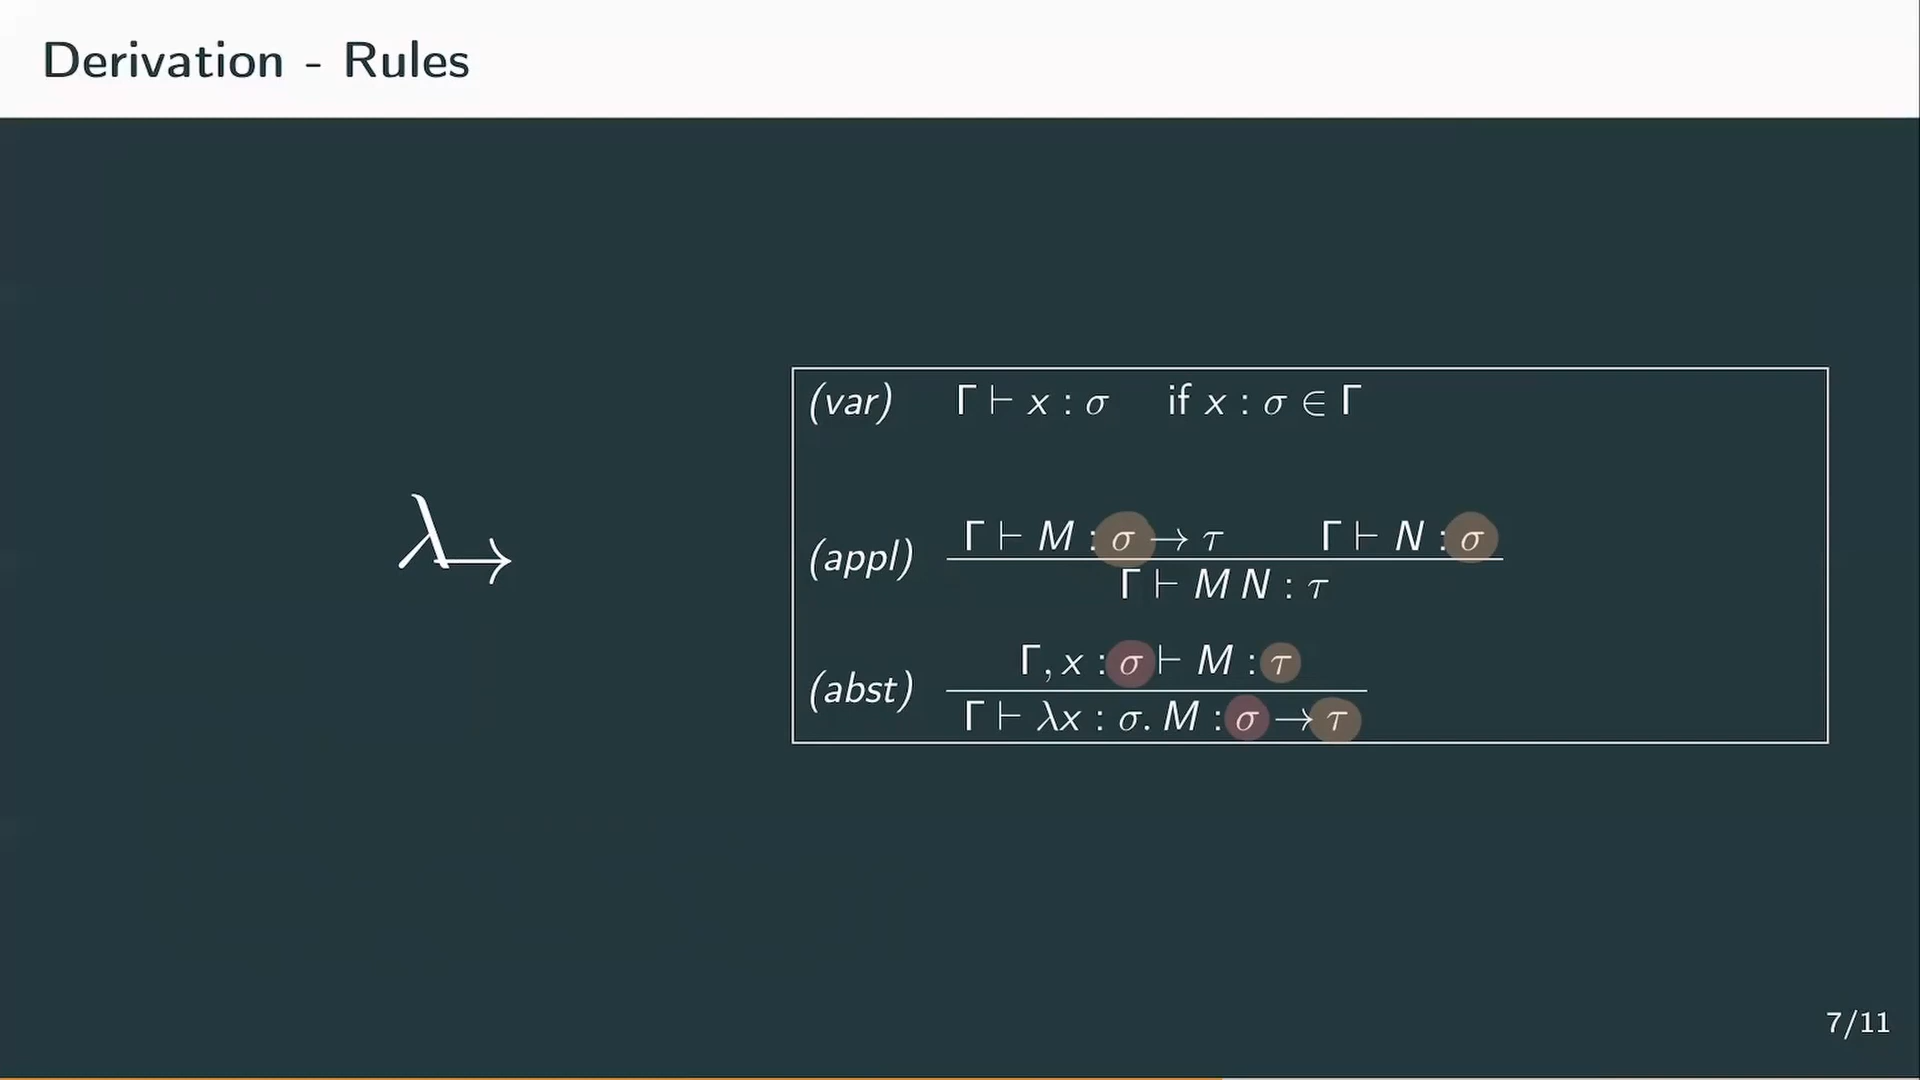 Derivation - Rules
λ→
(var) Γ ⊢ x : σ if x : σ ∈ Γ
(appl) Γ ⊢ M : σ → τ Γ ⊢ N : σ
Γ ⊢ M N : τ
(abst) Γ, x : σ ⊢ M : τ
Γ ⊢ λx : σ. M : σ → τ
7/11